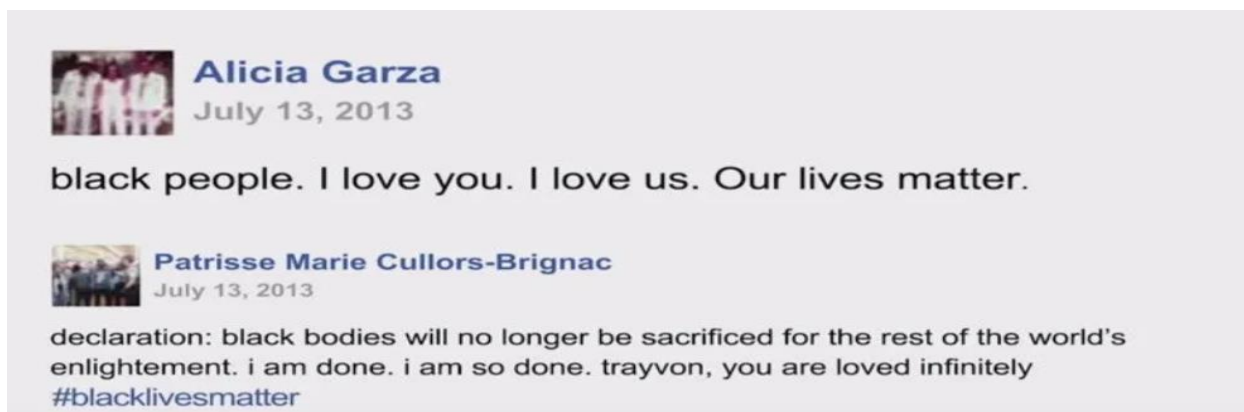 Alicia Garza
July 13, 2013
black people. I love you. I love us. Our lives matter.
Patrisse Marie Cullors-Brignac
July 13, 2013
declaration: black bodies will no longer be sacrificed for the rest of the world's
enlightement. i am done. i am so done. trayvon, you are loved infinitely
#blacklivesmatter